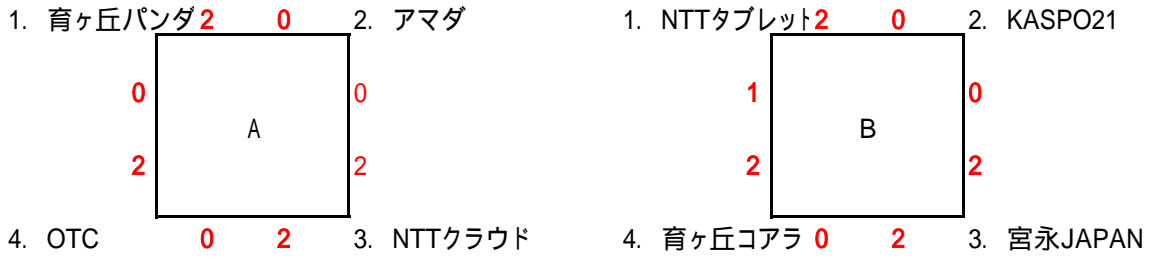 1. 育ヶ丘パンダ 2 0 2. アマダ 1. NTTタブレット 2 0 2. KASPO21
0 0 1 0
A B
2 2 2 2
4. OTC 0 2 3. NTTクラウド 4. 育ヶ丘コアラ 0 2 3. 宮永JAPAN